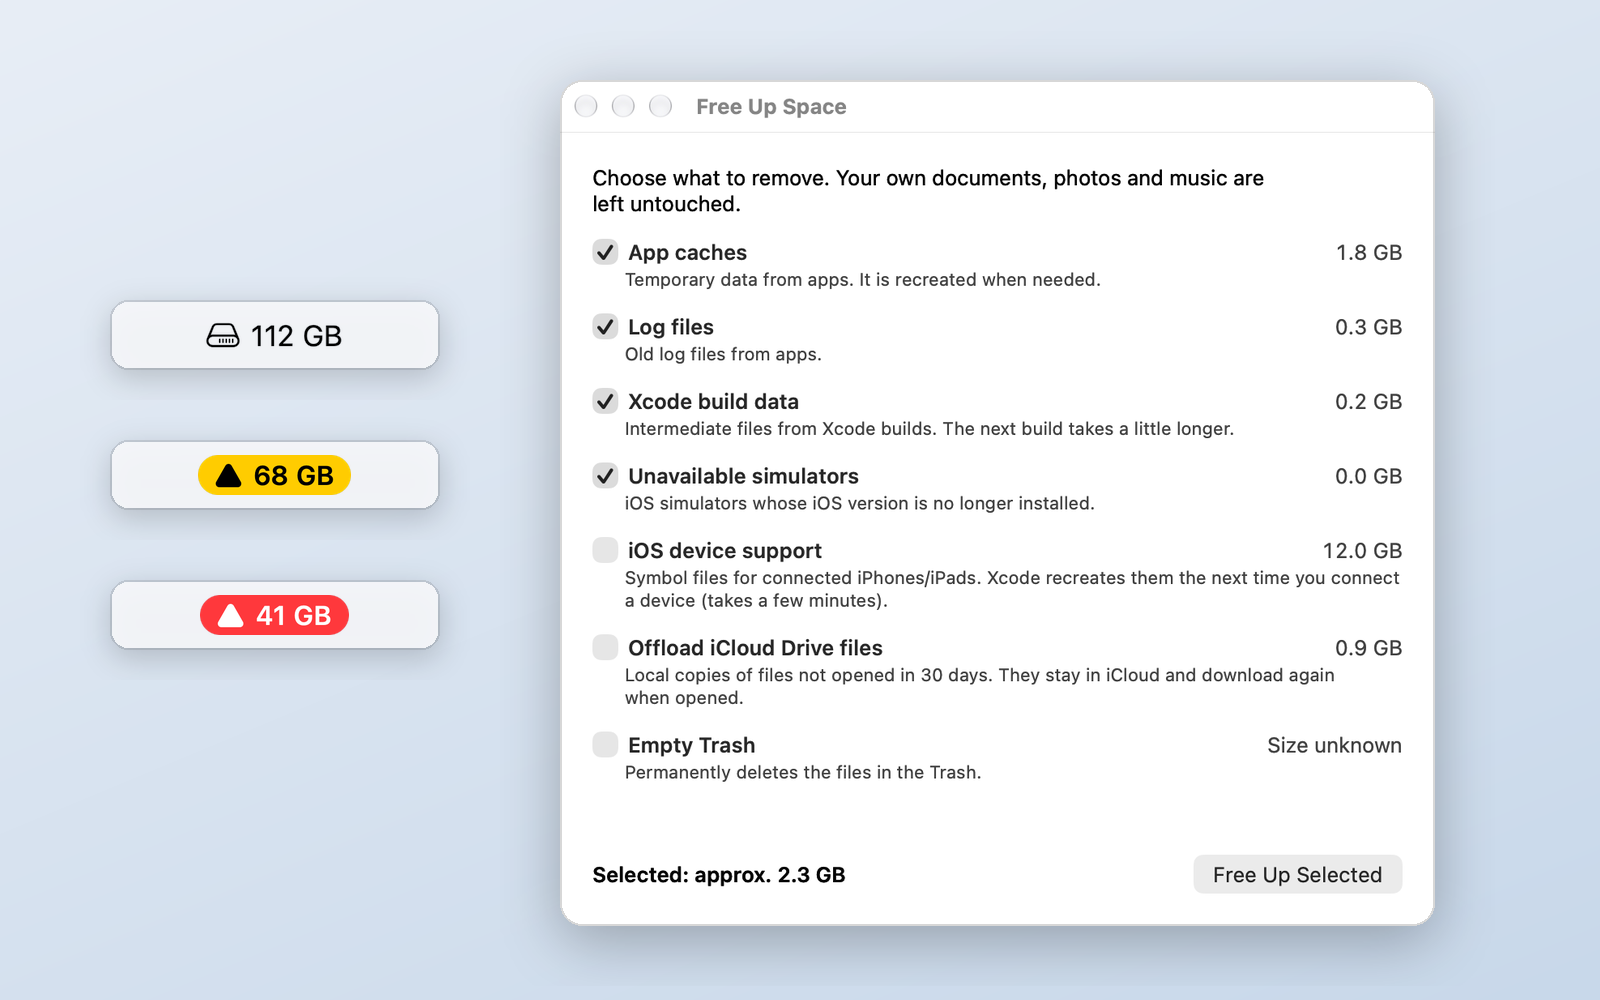 112 GB
68 GB
41 GB
Free Up Space
Choose what to remove. Your own documents, photos and music are
left untouched.
App caches 1.8 GB
Temporary data from apps. It is recreated when needed.
Log files 0.3 GB
Old log files from apps.
Xcode build data 0.2 GB
Intermediate files from Xcode builds. The next build takes a little longer.
Unavailable simulators 0.0 GB
iOS simulators whose iOS version is no longer installed.
iOS device support 12.0 GB
Symbol files for connected iPhones/iPads. Xcode recreates them the next time you connect
a device (takes a few minutes).
Offload iCloud Drive files 0.9 GB
Local copies of files not opened in 30 days. They stay in iCloud and download again
when opened.
Empty Trash Size unknown
Permanently deletes the files in the Trash.
Selected: approx. 2.3 GB Free Up Selected